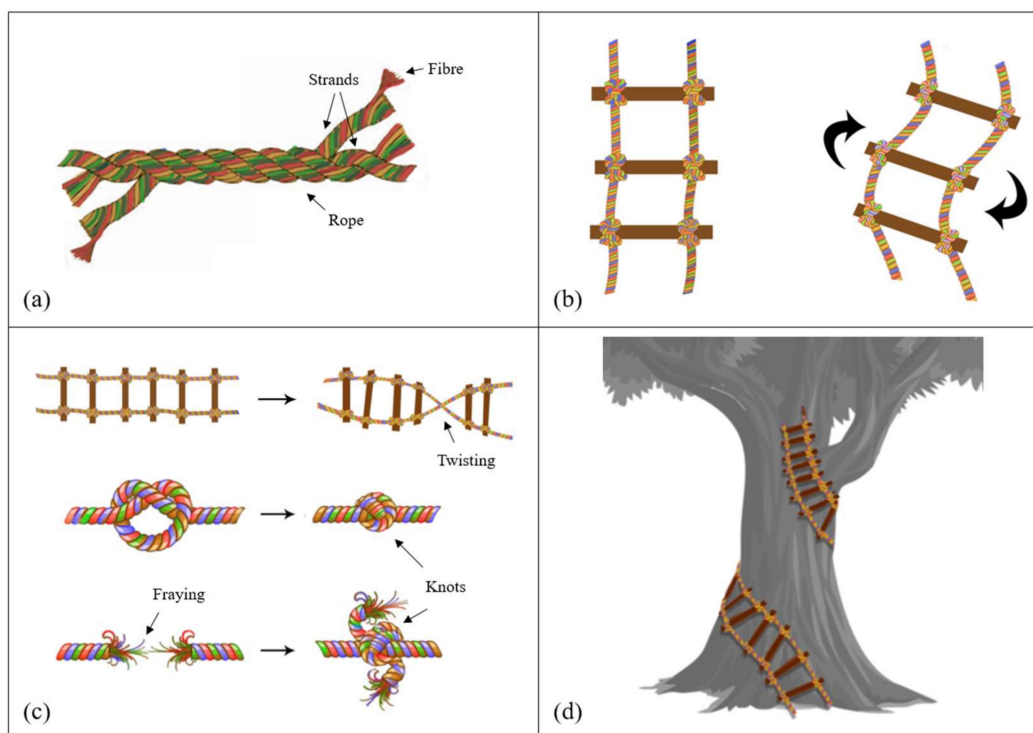 Fibre
Strands
Rope
(a)
(b)
Twisting
Knots
Fraying
(c)
(d)